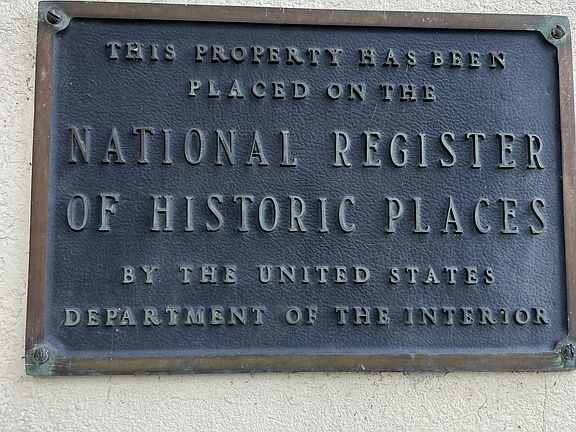 THIS PROPERTY HAS BEEN
PLACED ON THE
NATIONAL REGISTER
OF HISTORIC PLACES
BY THE UNITED STATES
DEPARTMENT OF THE INTERIOR